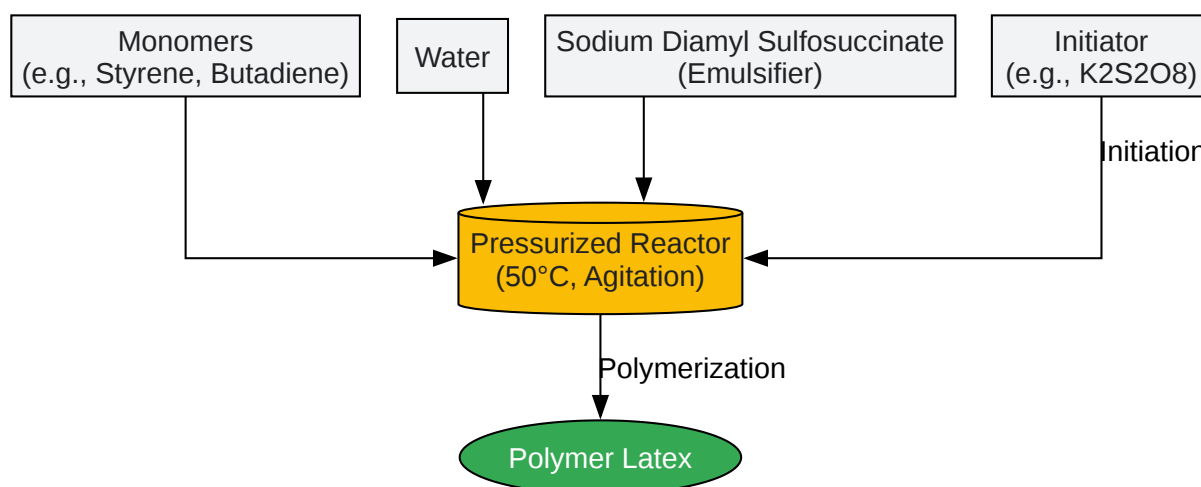 Monomers
(e.g., Styrene, Butadiene)
Water
Sodium Diamyl Sulfosuccinate
(Emulsifier)
Initiator
(e.g., K2S2O8)
Initiation
Pressurized Reactor
(50°C, Agitation)
Polymerization
Polymer Latex